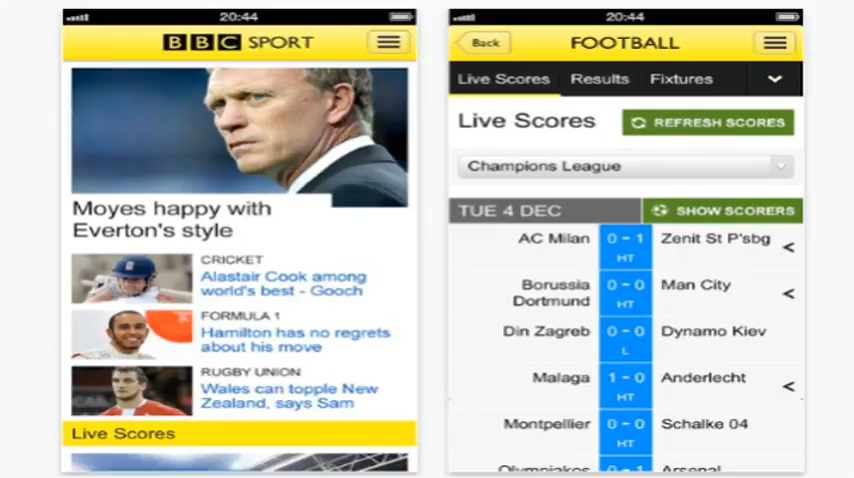 20:44
BBC SPORT
Moyes happy with
Everton's style
CRICKET
Alastair Cook among
world's best - Gooch
FORMULA 1
Hamilton has no regrets
about his move
RUGBY UNION
Wales can topple New
Zealand, says Sam
Live Scores
20:44
Back FOOTBALL
Live Scores Results Fixtures
Live Scores REFRESH SCORES
Champions League
TUE 4 DEC SHOW SCORERS
AC Milan 0 - 1 Zenit St P'sbg
HT
Borussia
Dortmund 0 - 0 Man City
HT
Din Zagreb 0 - 0 Dynamo Kiev
L
Malaga 1 - 0 Anderlecht
HT
Montpellier 0 - 0 Schalke 04
HT
Olympiakos 0 - 1 Arsenal